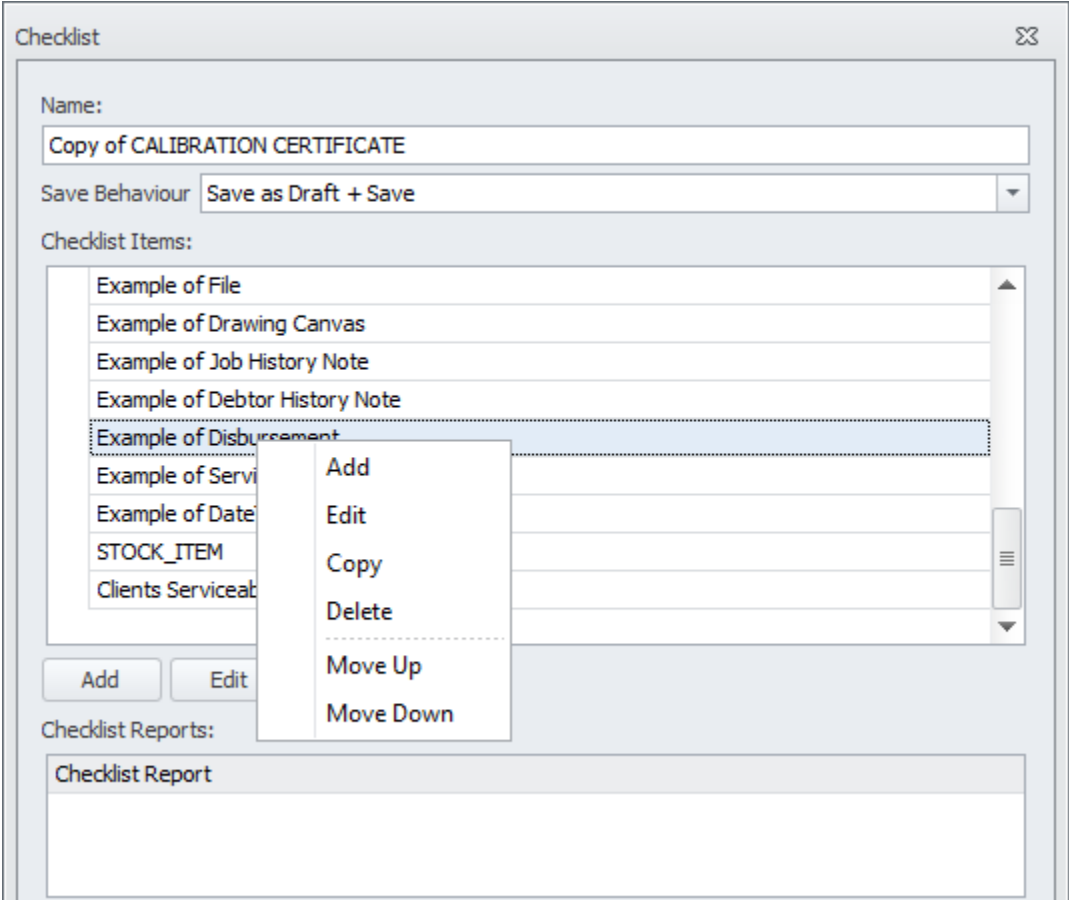 Checklist
Name:
Copy of CALIBRATION CERTIFICATE
Save Behaviour Save as Draft + Save
Checklist Items:
Example of File
Example of Drawing Canvas
Example of Job History Note
Example of Debtor History Note
Example of Disbursement
Example of Servi
Example of Date
STOCK_ITEM
Clients Serviceab
Add
Edit
Copy
Delete
Move Up
Move Down
Add Edit
Checklist Reports:
Checklist Report